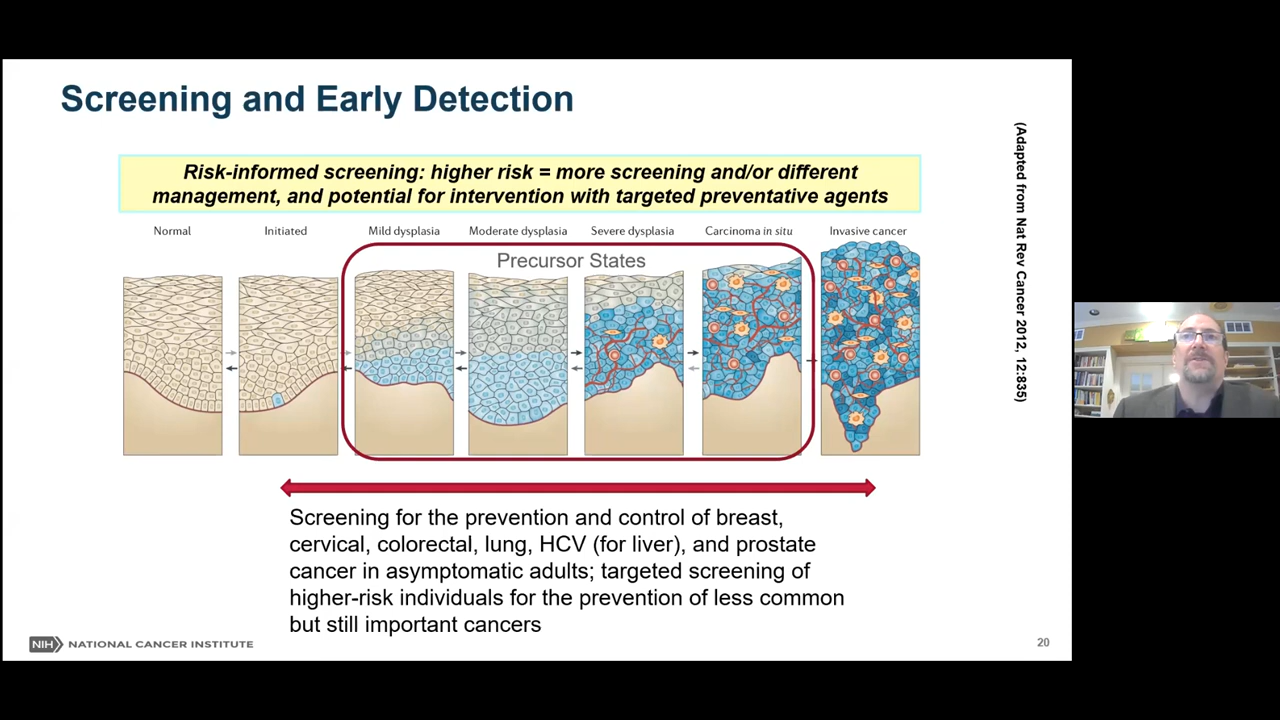 Screening and Early Detection
Risk-informed screening: higher risk = more screening and/or different
management, and potential for intervention with targeted preventative agents
Normal
Initiated
Mild dysplasia
Moderate dysplasia
Severe dysplasia
Carcinoma in situ
Invasive cancer
Precursor States
Screening for the prevention and control of breast,
cervical, colorectal, lung, HCV (for liver), and prostate
cancer in asymptomatic adults; targeted screening of
higher-risk individuals for the prevention of less common
but still important cancers
(Adapted from Nat Rev Cancer 2012, 12:835)
NIH NATIONAL CANCER INSTITUTE
20